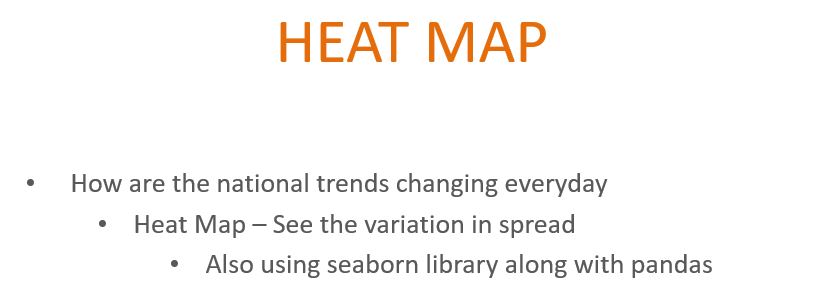 HEAT MAP
• How are the national trends changing everyday
• Heat Map – See the variation in spread
• Also using seaborn library along with pandas